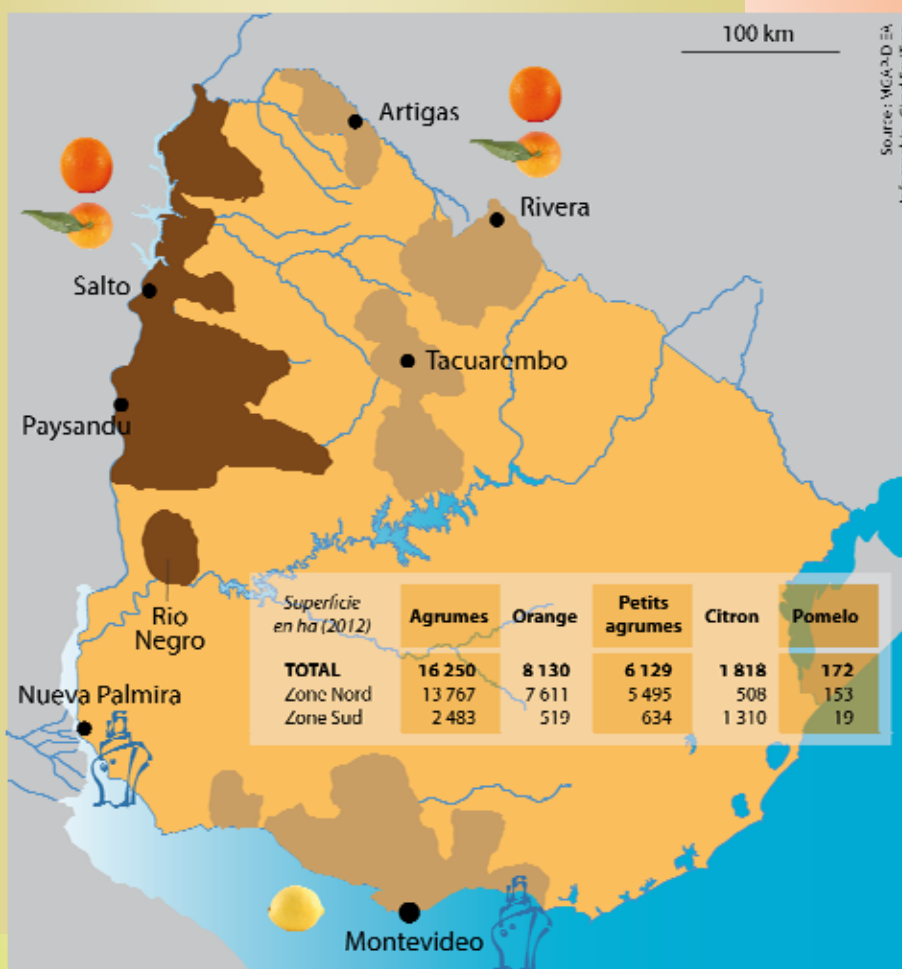 100 km
Artigas
Rivera
Salto
Tacuarembo
Paysandu
Rio
Negro
Nueva Palmira
Montevideo
Superficie
en ha (2012)
Agrumes
Orange
Petits
agrumes
Citron
Pomelo
TOTAL 16 250 8 130 6 129 1 818 172
Zone Nord 13 767 7 611 5 495 508 153
Zone Sud 2 483 519 634 1 310 19